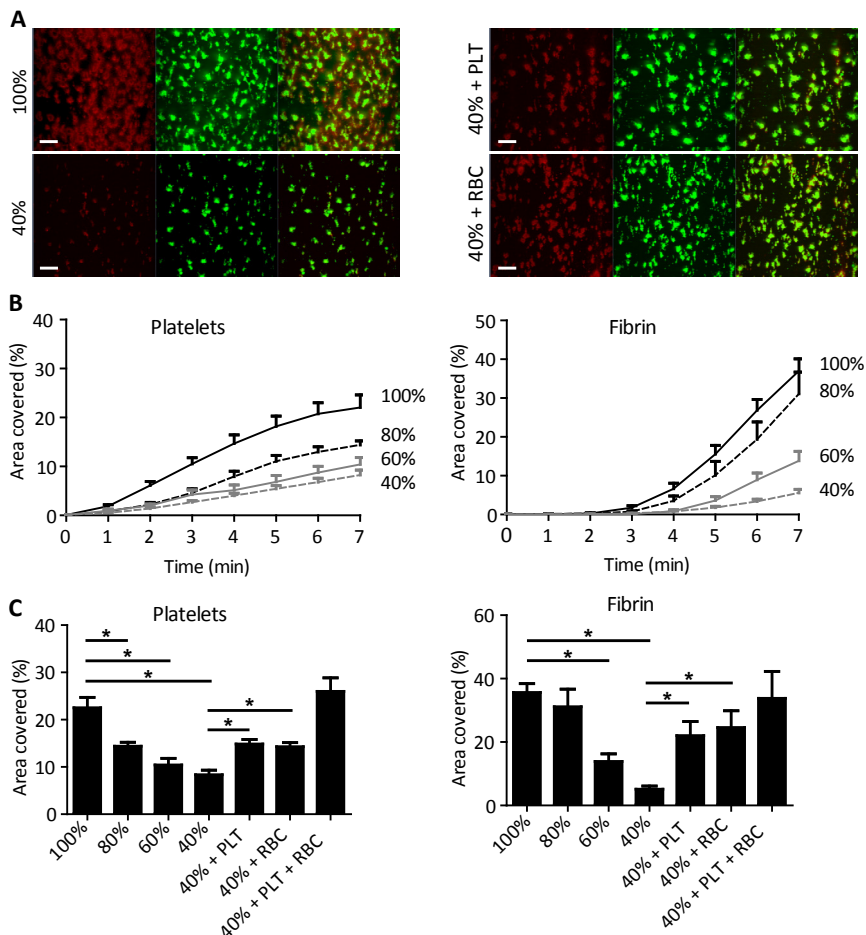 A
100%
40%
40% + PLT
40% + RBC
B
Platelets
Area covered (%)
40
30
20
10
0
0 1 2 3 4 5 6 7
Time (min)
100%
80%
60%
40%
Fibrin
Area covered (%)
50
40
30
20
10
0
0 1 2 3 4 5 6 7
Time (min)
100%
80%
60%
40%
C
Platelets
Area covered (%)
40
30
20
10
0
*
*
*
*
*
100%
80%
60%
40%
40% + PLT
40% + RBC
40% + PLT + RBC
Fibrin
Area covered (%)
60
40
20
0
*
*
*
*
100%
80%
60%
40%
40% + PLT
40% + RBC
40% + PLT + RBC